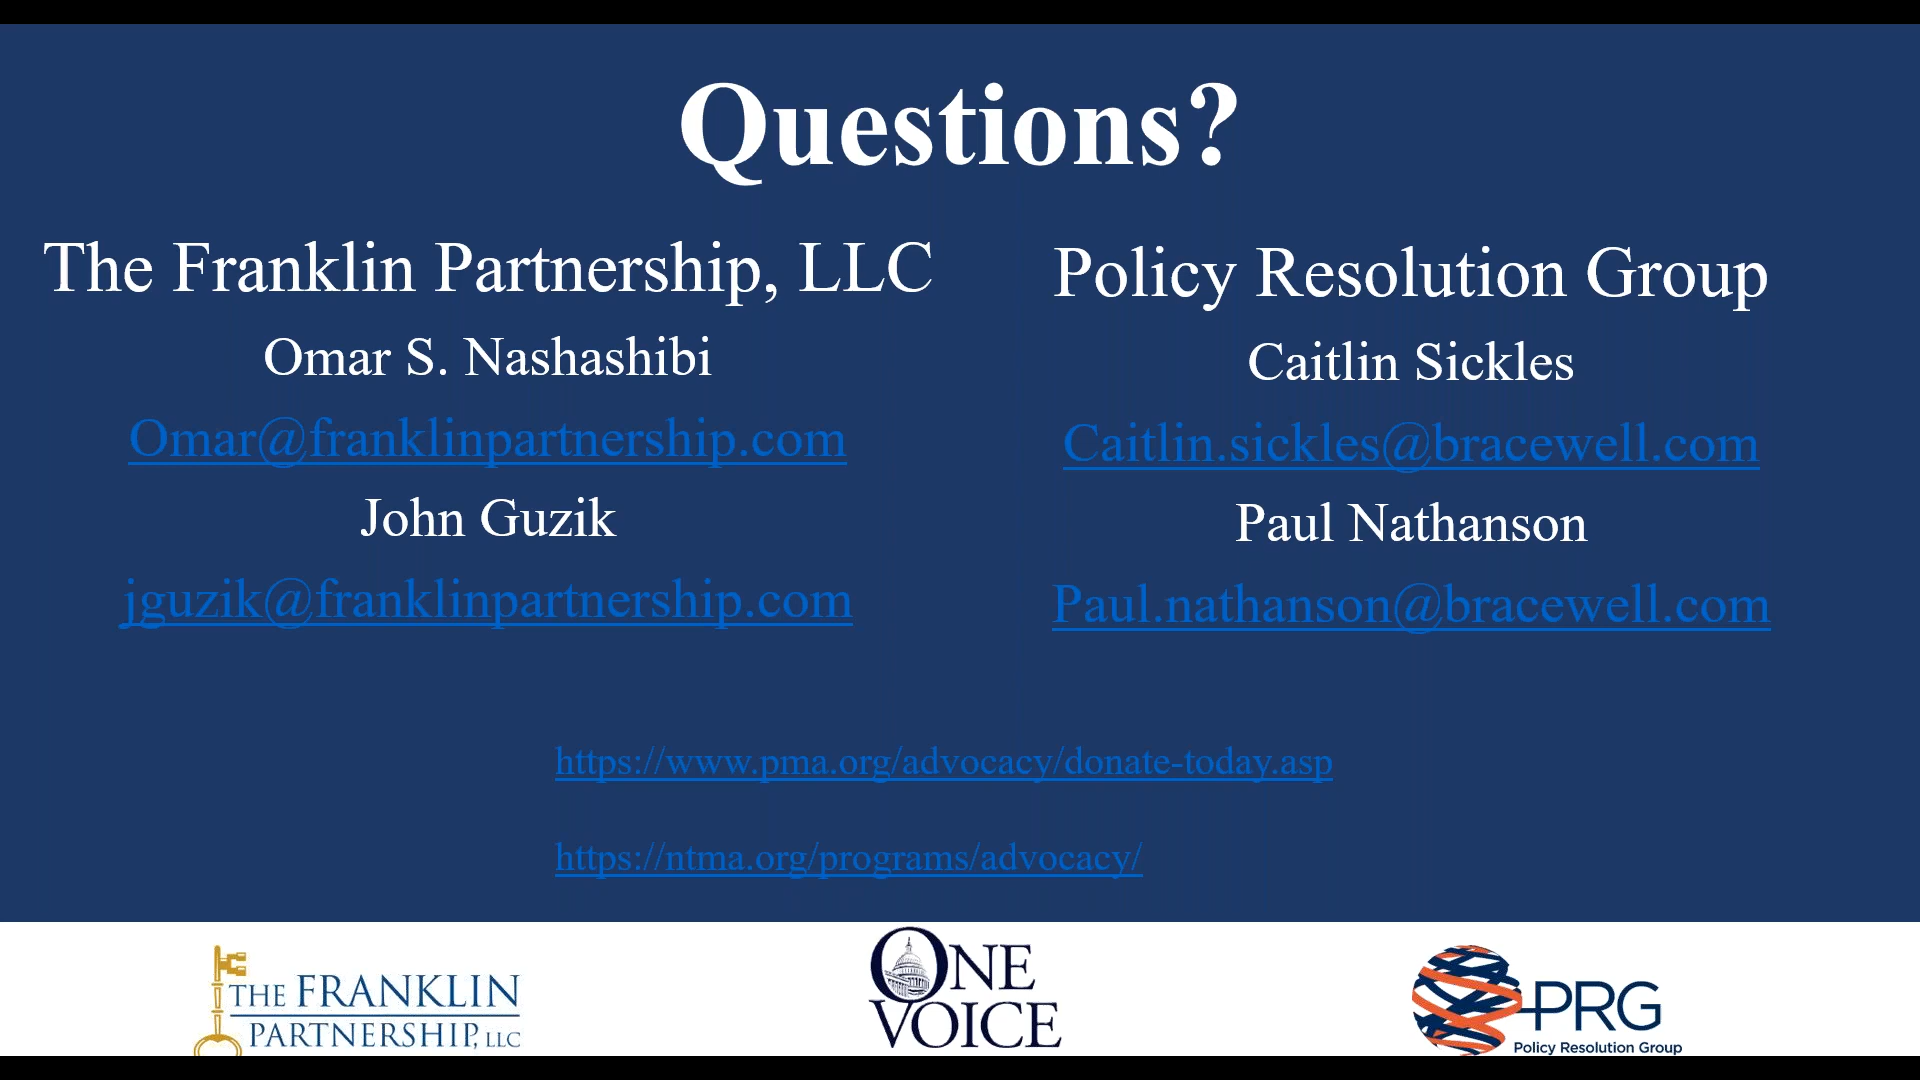 Questions?
The Franklin Partnership, LLC
Omar S. Nashashibi
Omar@franklinpartnership.com
John Guzik
jguzik@franklinpartnership.com
Policy Resolution Group
Caitlin Sickles
Caitlin.sickles@bracewell.com
Paul Nathanson
Paul.nathanson@bracewell.com
https://www.pma.org/advocacy/donate-today.asp
https://ntma.org/programs/advocacy/
THE FRANKLIN
PARTNERSHIP, LLC
ONE
VOICE
PRG
Policy Resolution Group